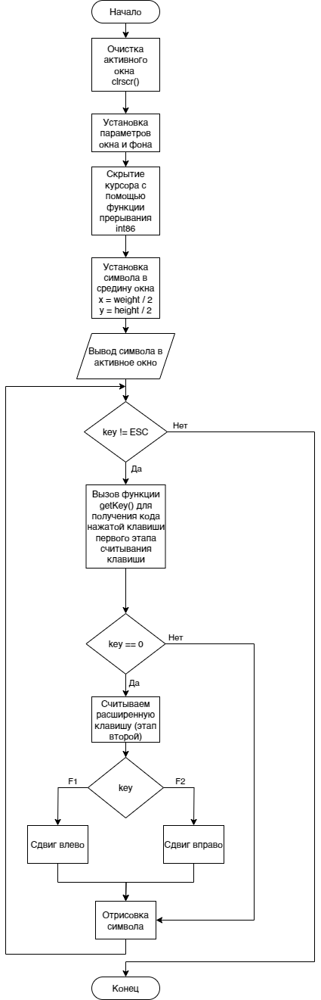 Начало
Очистка
активного
окна
clrscr()
Установка
параметров
окна и фона
Скрытие
курсора с
помощью
функции
прерывания
int86
Установка
символа в
средину окна
x = weight / 2
y = height / 2
Вывод символа в
активное окно
key != ESC
Нет
Да
Вызов функции
getKey() для
получения кода
нажатой клавиши
первого этапа
считывания
клавиши
key == 0
Нет
Да
Считываем
расширенную
клавишу (этап
второй)
key
F1
F2
Сдвиг влево
Сдвиг вправо
Отрисовка
символа
Конец